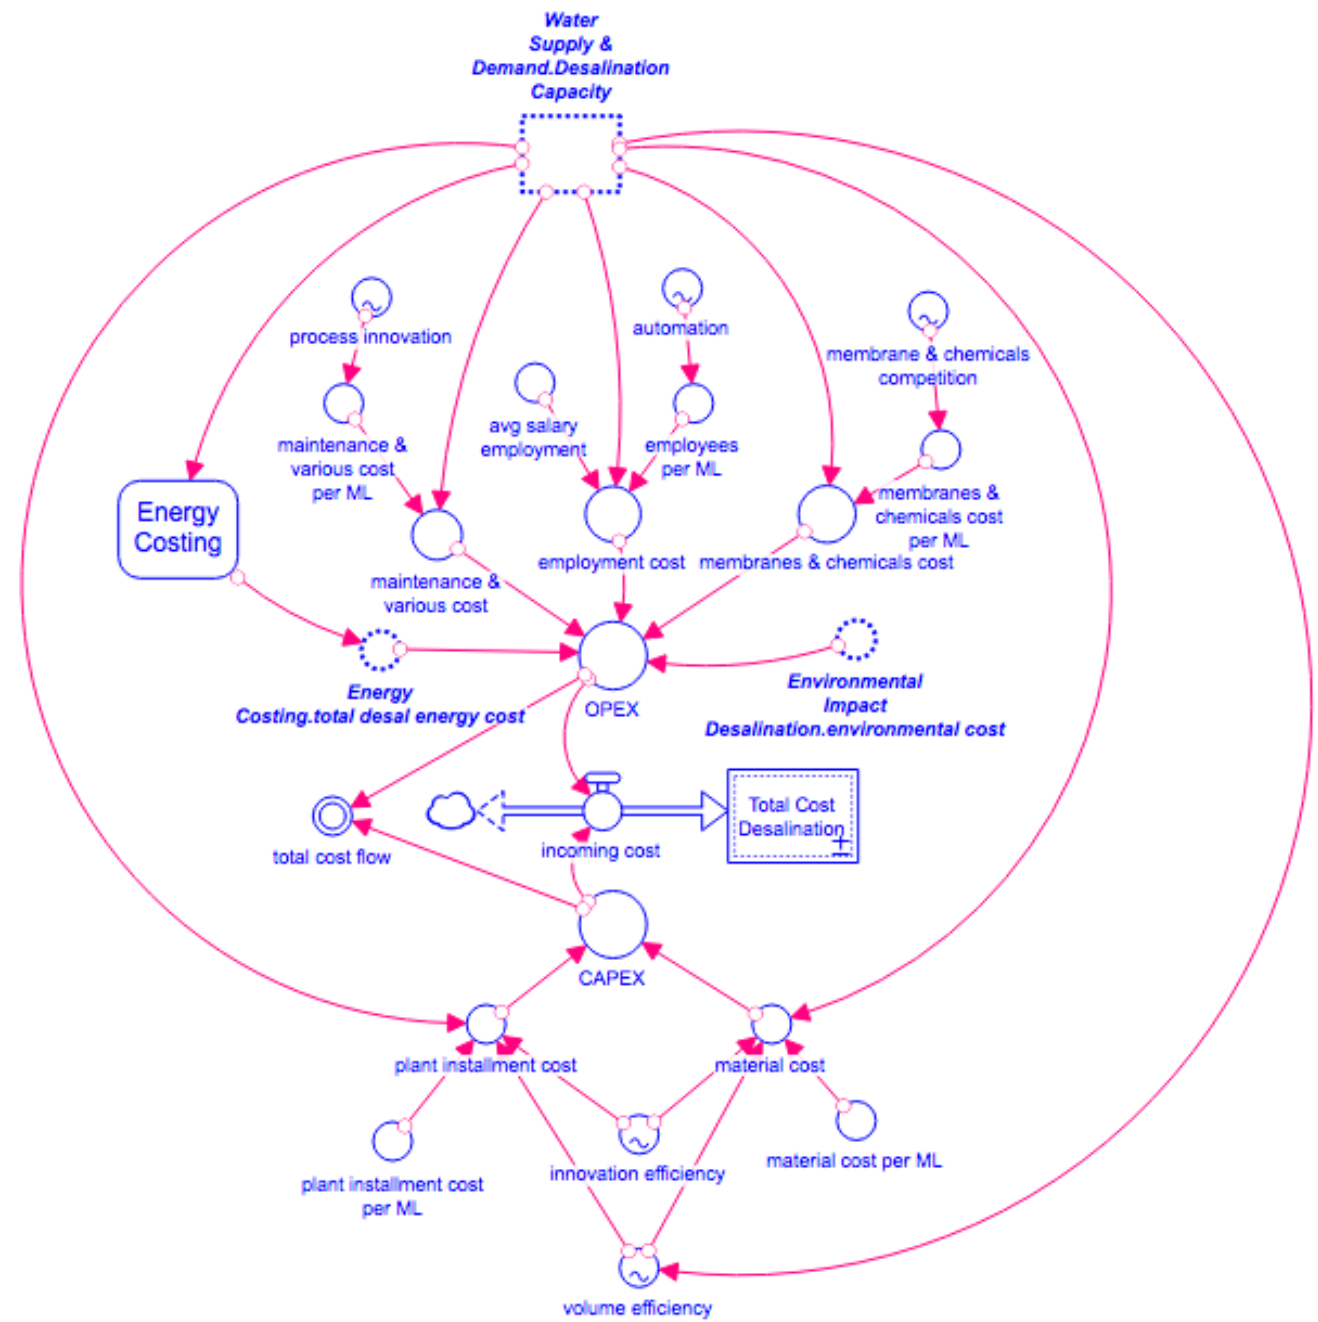 Water
Supply &
Demand.Desalination
Capacity
process innovation
automation
membrane & chemicals
competition
maintenance &
various cost
per ML
avg salary
employment
employees
per ML
membranes &
chemicals cost
per ML
Energy
Costing
maintenance &
various cost
employment cost
membranes & chemicals cost
Energy
Costing.total desal energy cost
OPEX
Environmental
Impact
Desalination.environmental cost
total cost flow
incoming cost
Total Cost
Desalination
CAPEX
plant installment cost
material cost
plant installment cost
per ML
innovation efficiency
material cost per ML
volume efficiency